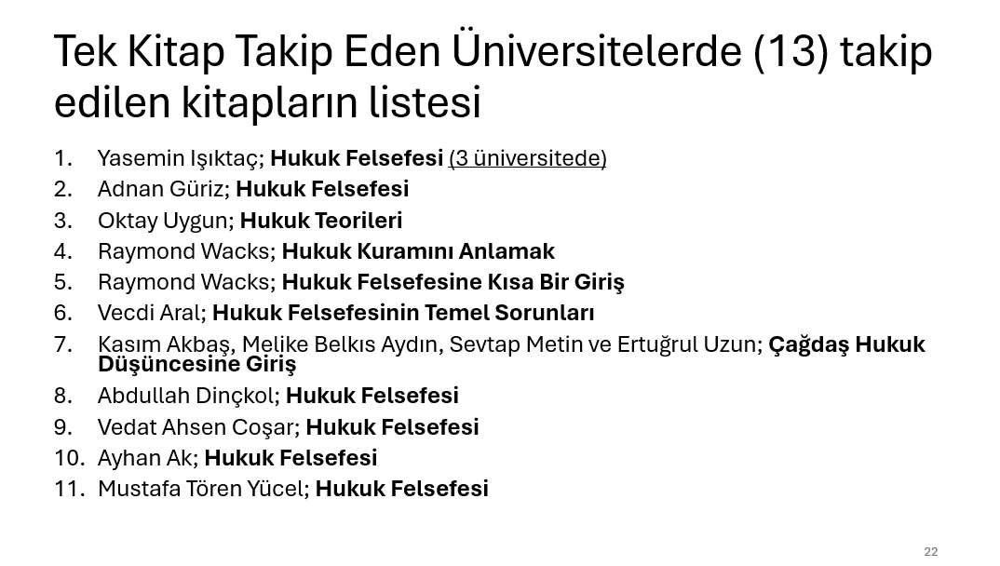 Tek Kitap Takip Eden Üniversitelerde (13) takip
edilen kitapların listesi
1. Yasemin Işıktaç; Hukuk Felsefesi (3 üniversitede)
2. Adnan Güriz; Hukuk Felsefesi
3. Oktay Uygun; Hukuk Teorileri
4. Raymond Wacks; Hukuk Kuramını Anlamak
5. Raymond Wacks; Hukuk Felsefesine Kısa Bir Giriş
6. Vecdi Aral; Hukuk Felsefesinin Temel Sorunları
7. Kasım Akbaş, Melike Belkıs Aydın, Sevtap Metin ve Ertuğrul Uzun; Çağdaş Hukuk
Düşüncesine Giriş
8. Abdullah Dinçkol; Hukuk Felsefesi
9. Vedat Ahsen Coşar; Hukuk Felsefesi
10. Ayhan Ak; Hukuk Felsefesi
11. Mustafa Tören Yücel; Hukuk Felsefesi
22